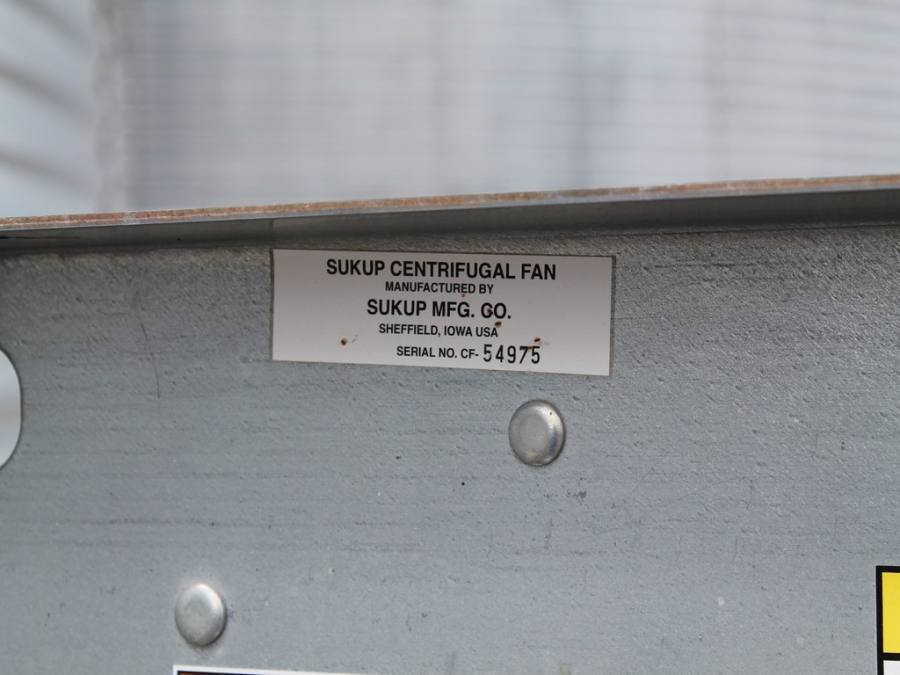 SUKUP CENTRIFUGAL FAN
MANUFACTURED BY
SUKUP MFG. CO.
SHEFFIELD, IOWA USA
SERIAL NO. CF- 54975